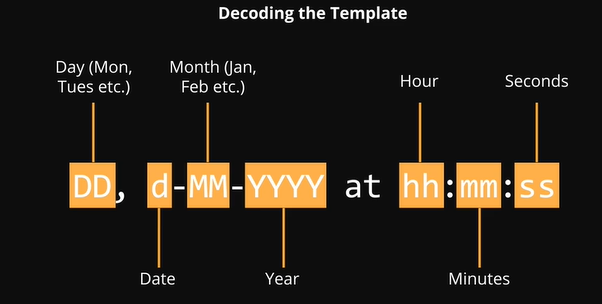 Decoding the Template
Day (Mon,
Tues etc.)
Month (Jan,
Feb etc.)
Hour
Seconds
DD, d-MM-YYYY at hh:mm:ss
Date
Year
Minutes